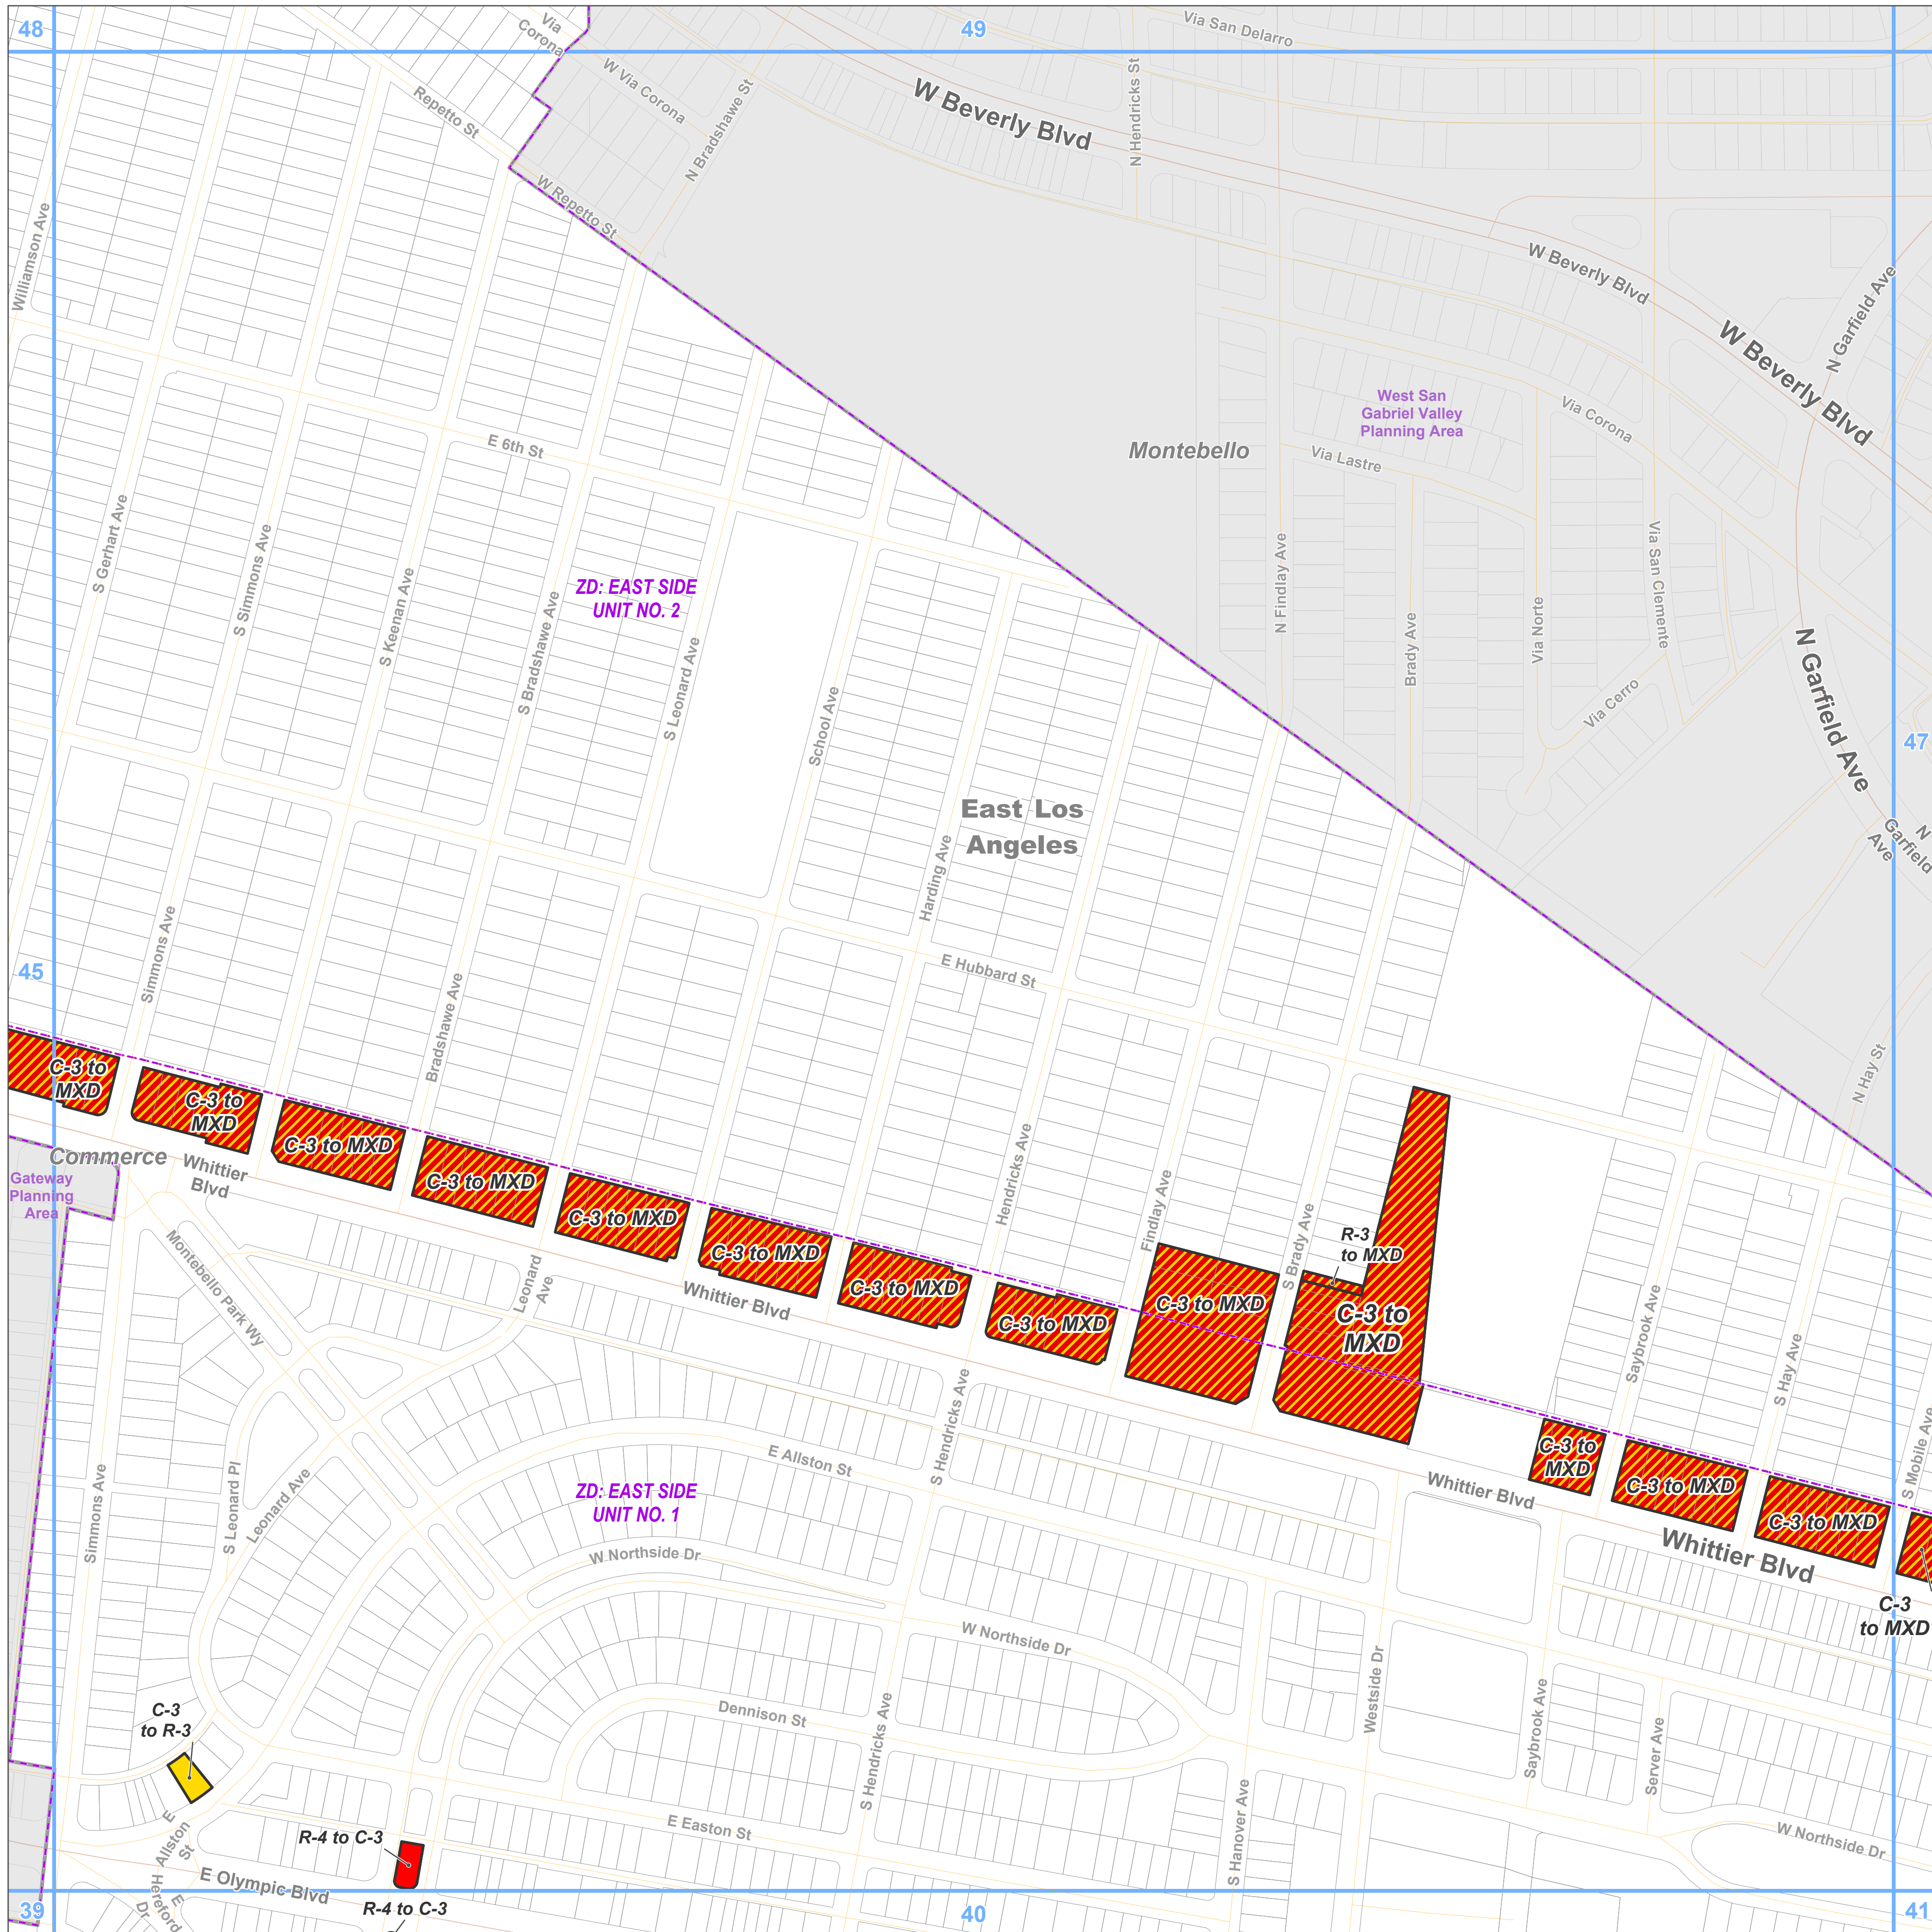 48
49
Via
Corona
Via San Delarro
W Via Corona
N Bradshawe St
N Hendricks St
W Beverly Blvd
Repetto St
W Repetto St
Williamson Ave
W Beverly Blvd
N Garfield Ave
W Beverly Blvd
West San
Gabriel Valley
Planning Area
Via Corona
Montebello
Via Lastre
E 6th St
S Gerhart Ave
S Simmons Ave
S Keenan Ave
S Bradshawe Ave
ZD: EAST SIDE
UNIT NO. 2
S Leonard Ave
School Ave
N Findlay Ave
Brady Ave
Via Norte
Via San Clemente
Via Cerro
N Garfield Ave
47
N
Garfield
Ave
East Los
Angeles
Harding Ave
E Hubbard St
45
Simmons Ave
Bradshawe Ave
N Hay St
C-3 to
MXD
C-3 to
MXD
C-3 to MXD
C-3 to MXD
C-3 to MXD
C-3 to MXD
C-3 to MXD
C-3 to MXD
C-3 to MXD
R-3
to MXD
C-3 to
MXD
Commerce
Gateway
Planning
Area
Whittier
Blvd
Montebello Park Wy
Leonard
Ave
Whittier Blvd
Hendricks Ave
Findlay Ave
S Brady Ave
Saybrook Ave
S Hay Ave
S Mobile Ave
C-3 to
MXD
C-3 to MXD
C-3 to MXD
Whittier Blvd
Whittier Blvd
C-3
to MXD
S Hendricks Ave
E Allston St
ZD: EAST SIDE
UNIT NO. 1
Simmons Ave
S Leonard Pl
Leonard Ave
W Northside Dr
W Northside Dr
Dennison St
S Hendricks Ave
Westside Dr
Saybrook Ave
Server Ave
C-3
to R-3
E
Allston
St
E Easton St
S Hanover Ave
W Northside Dr
R-4 to C-3
E Olympic Blvd
E
Hereford
Dr
R-4 to C-3
39
40
41